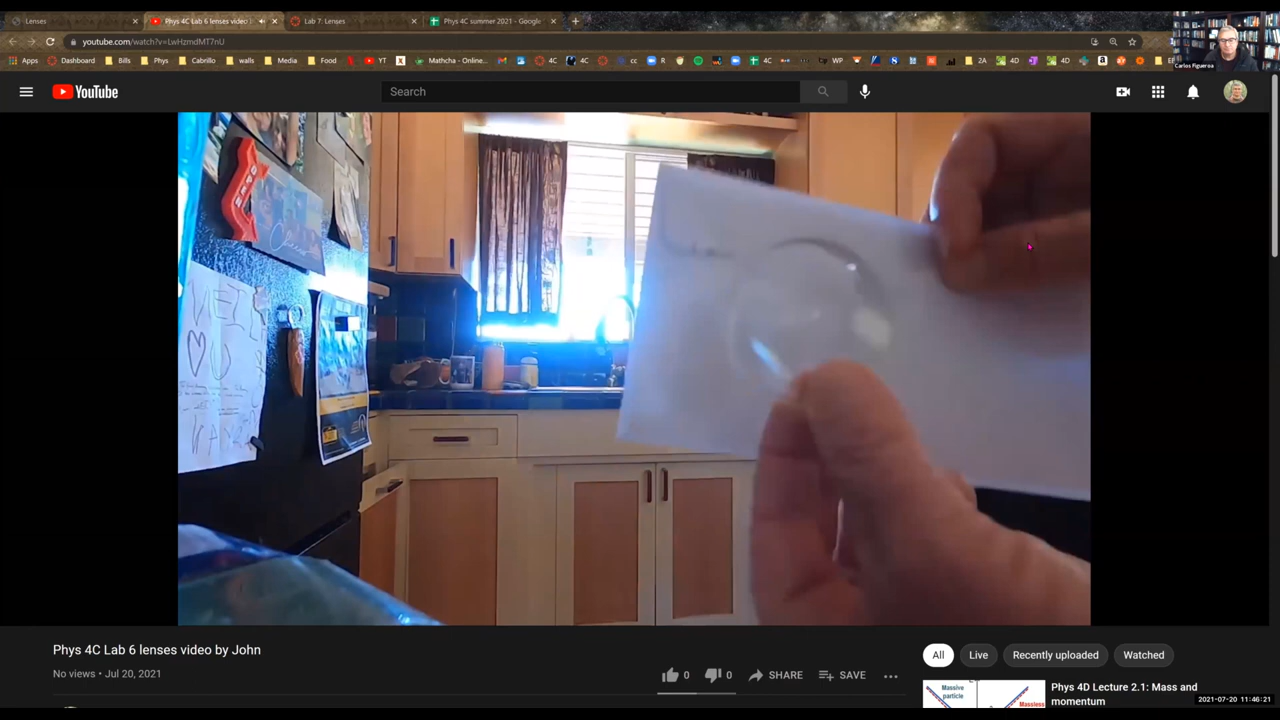 Lenses
Phys 4C Lab 6 lenses video
Lab 7: Lenses
Phys 4C summer 2021 - Google
youtube.com/watch?v=LwHzmdMT7nU
Apps Dashboard Bills Phys Cabrillo walls Media Food YT Mathcha - Online... 4C 4C cc R 4C WP 2A 4D 4D
Carlos Figueroa
YouTube
Search
Phys 4C Lab 6 lenses video by John
No views • Jul 20, 2021
0 0 SHARE SAVE
All Live Recently uploaded Watched
Massive particle
Massless
Phys 4D Lecture 2.1: Mass and momentum
2021-07-20 11:46:21